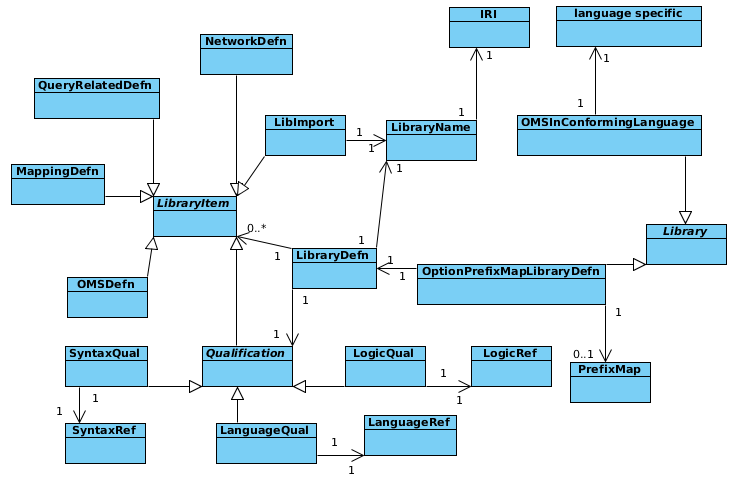 IRI
language specific
NetworkDefn
1
1
QueryRelatedDefn
1
1
LibImport
LibraryName
OMSInConformingLanguage
1
1
MappingDefn
1
LibraryItem
0..*
1
Library
1
LibraryDefn
1
OptionPrefixMapLibraryDefn
1
OMSDefn
1
1
1
SyntaxQual
Qualification
LogicQual
LogicRef
0..1
PrefixMap
1
1
1
1
SyntaxRef
LanguageQual
LanguageRef
1
1